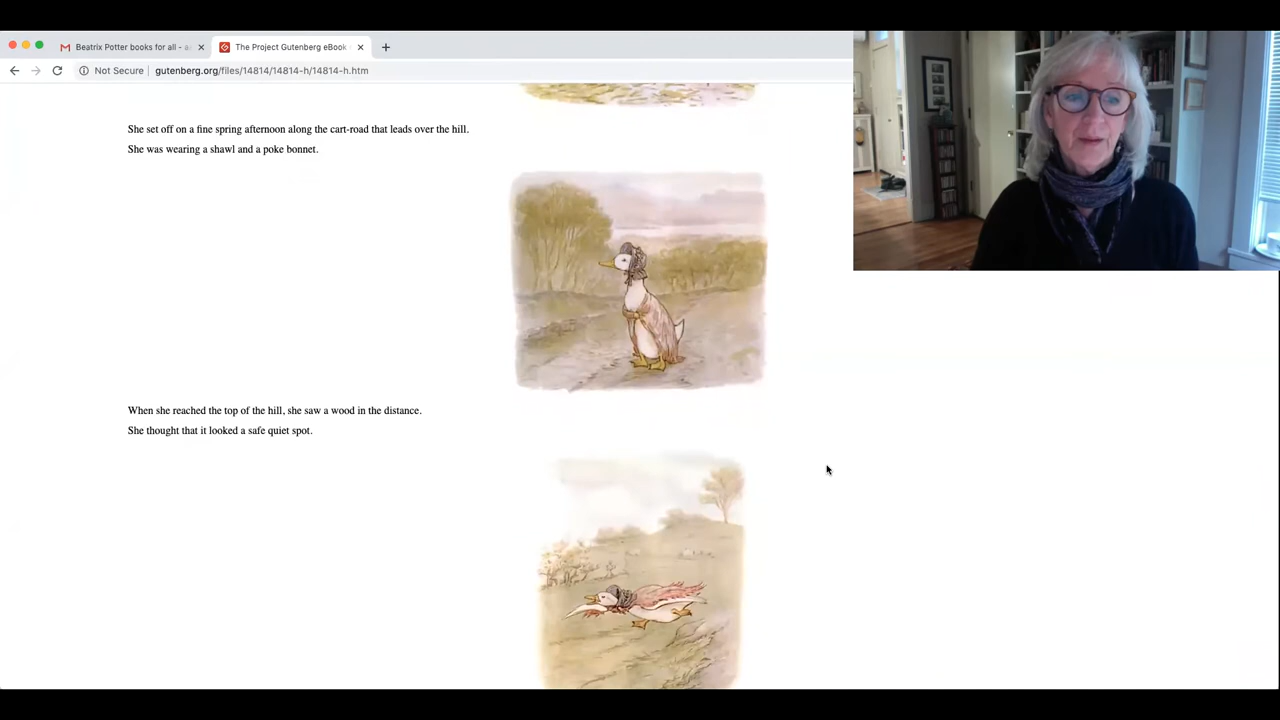 Beatrix Potter books for all - a
The Project Gutenberg eBook
Not Secure
gutenberg.org/files/14814/14814-h/14814-h.htm
She set off on a fine spring afternoon along the cart-road that leads over the hill.
She was wearing a shawl and a poke bonnet.
When she reached the top of the hill, she saw a wood in the distance.
She thought that it looked a safe quiet spot.